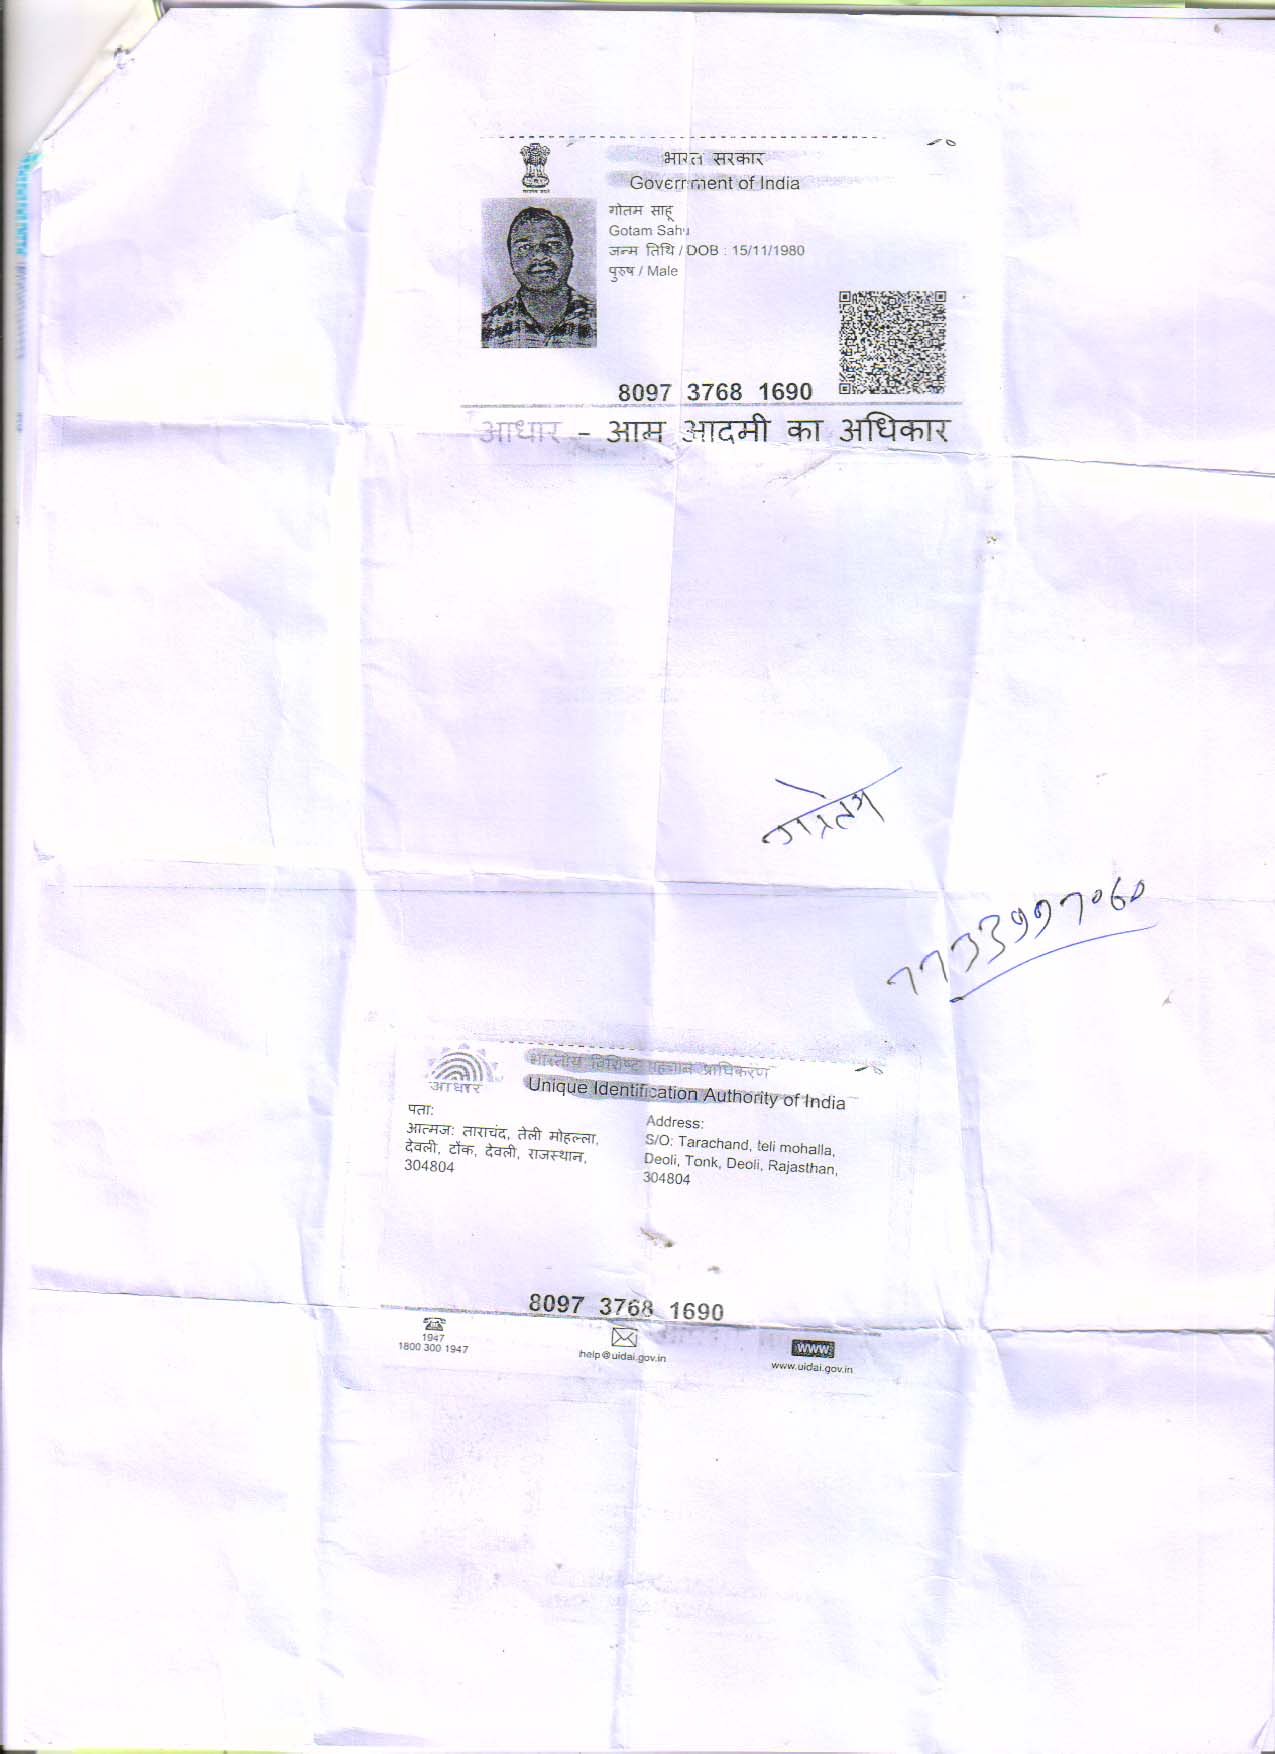 भारत सरकार
Government of India
गोतम साहू
Gotam Sahu
जन्म तिथि / DOB : 15/11/1980
पुरुष / Male
8097 3768 1690
आधार - आम आदमी का अधिकार
गोतम
7733997060
भारतीय विशिष्ट पहचान प्राधिकरण
Unique Identification Authority of India
आधार
पता:
आत्मज: ताराचंद, तेली मोहल्ला,
देवली, टोंक, देवली, राजस्थान,
304804
Address:
S/O: Tarachand, teli mohalla,
Deoli, Tonk, Deoli, Rajasthan,
304804
8097 3768 1690
1947
1800 300 1947
help@uidai.gov.in
www
www.uidai.gov.in